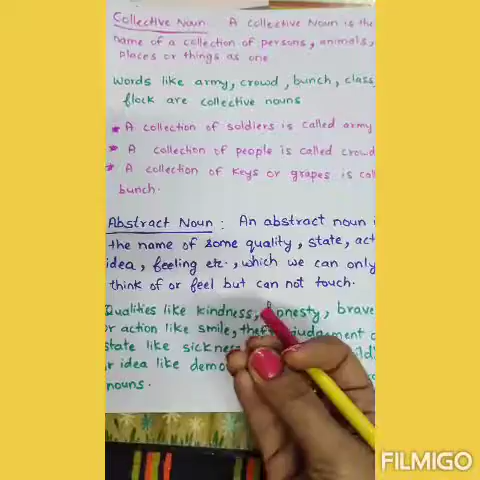 Collective Noun : A collective Noun is the
name of a collection of persons, animals,
places or things as one
words like army, crowd, bunch, class,
flock are collective nouns
* A collection of soldiers is called army
* A collection of people is called crowd
* A collection of keys or grapes is
bunch.
Abstract Noun : An abstract noun
the name of some quality, state,
idea, feeling etc., which we can only
think of or feel but can not touch.
Qualities like kindness, honesty,
or action like smile,
state like
or idea like
nouns.
FILMIGO